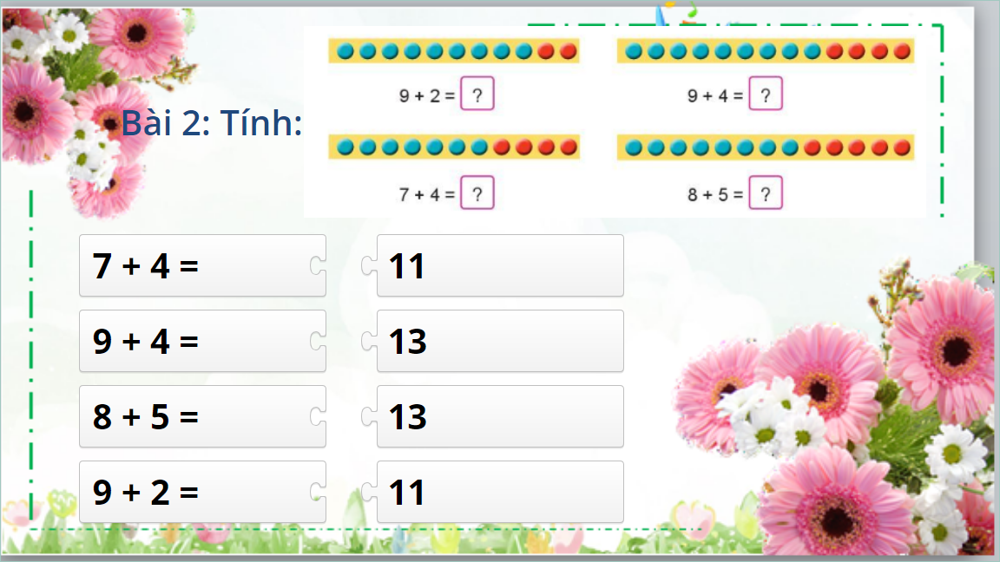 Bài 2: Tính:
9 + 2 = ?
9 + 4 = ?
7 + 4 = ?
8 + 5 = ?
7 + 4 =
11
9 + 4 =
13
8 + 5 =
13
9 + 2 =
11